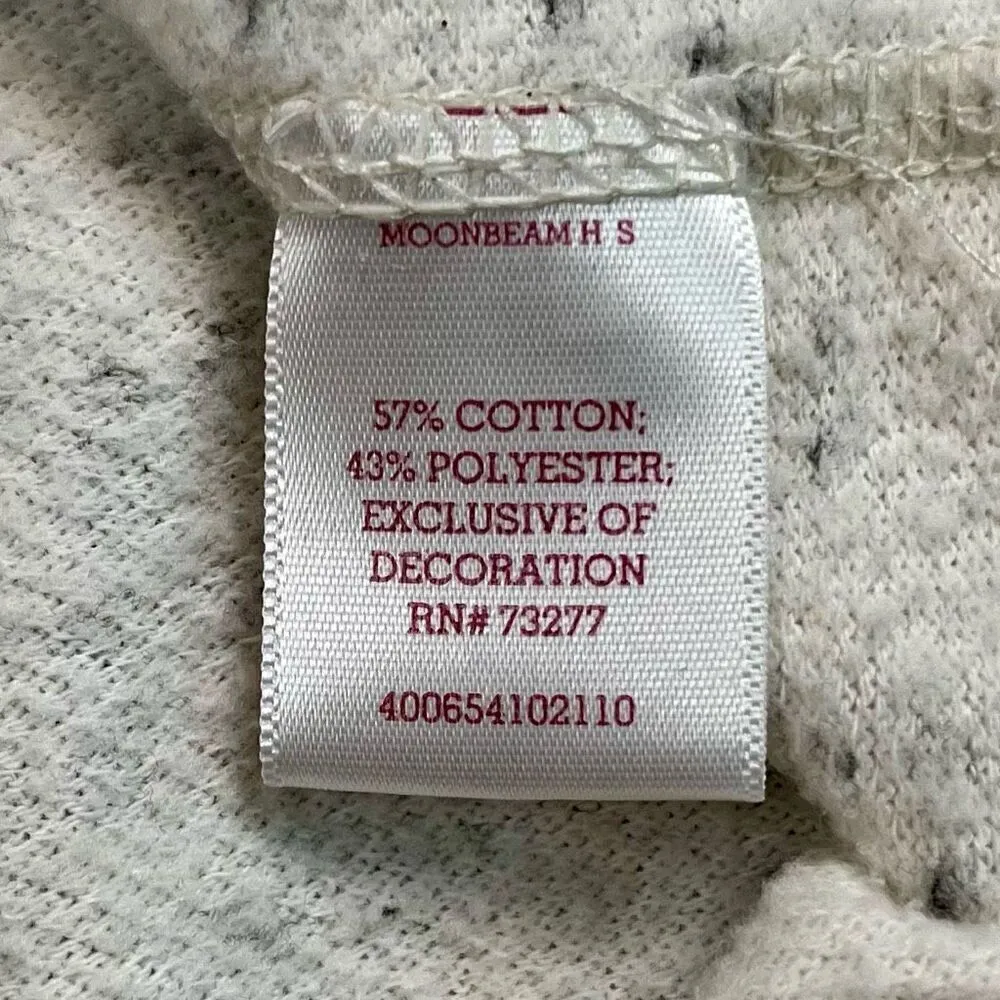 MOONBEAM H S
57% COTTON;
43% POLYESTER;
EXCLUSIVE OF
DECORATION
RN# 73277
400654102110